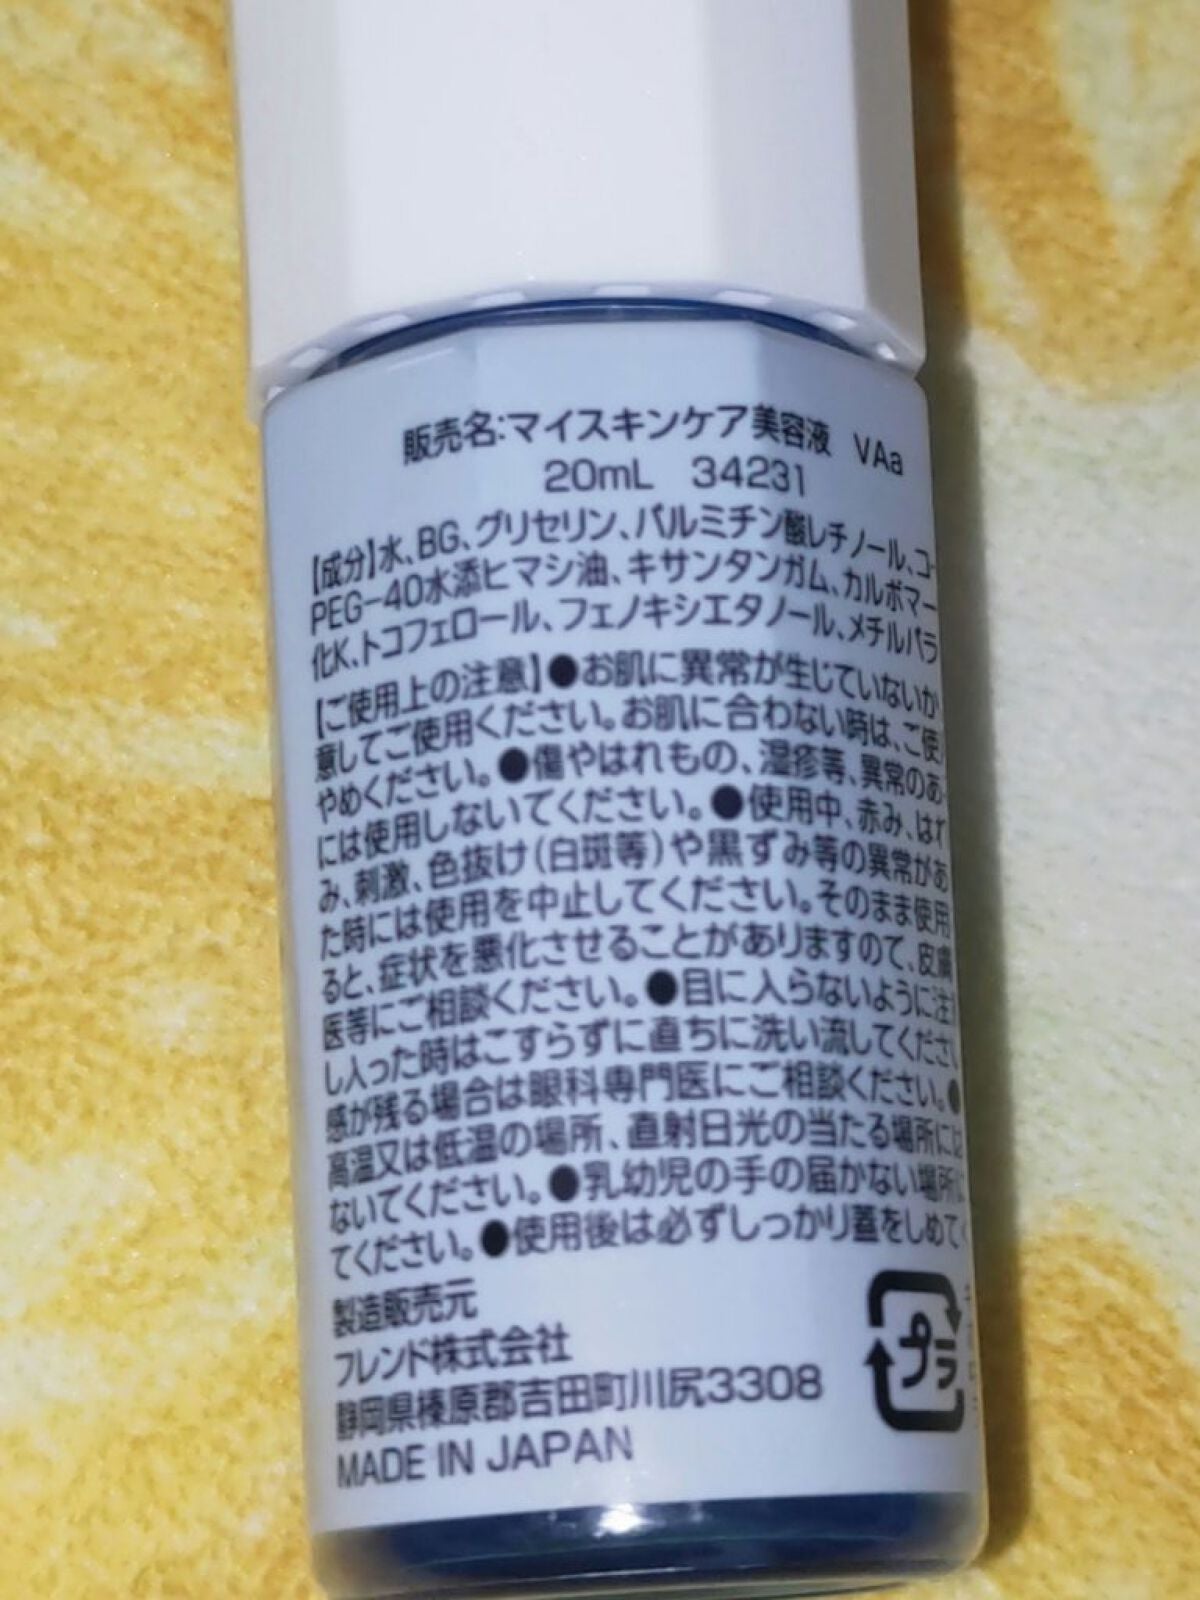 販売名:マイスキンケア美容液 VAa
20mL 34231
【成分】水、BG、グリセリン、パルミチン酸レチノール、コー
PEG-40水添ヒマシ油、キサンタンガム、カルボマー
化K、トコフェロール、フェノキシエタノール、メチルパラ
【ご使用上の注意】●お肌に異常が生じていないか
意してご使用ください。お肌に合わない時は、ご使
やめください。●傷やはれもの、湿疹等、異常のあ
には使用しないでください。●使用中、赤み、はれ
み、刺激、色抜け(白斑等)や黒ずみ等の異常があ
た時には使用を中止してください。そのまま使用
ると、症状を悪化させることがありますので、皮膚
医等にご相談ください。●目に入らないように注
し入った時はこすらずに直ちに洗い流してくださ
感が残る場合は眼科専門医にご相談ください。●
高温又は低温の場所、直射日光の当たる場所には
ないでください。●乳幼児の手の届かない場所に
てください。●使用後は必ずしっかり蓋をしめて
製造販売元
フレンド株式会社
静岡県榛原郡吉田町川尻3308
MADE IN JAPAN
プラ